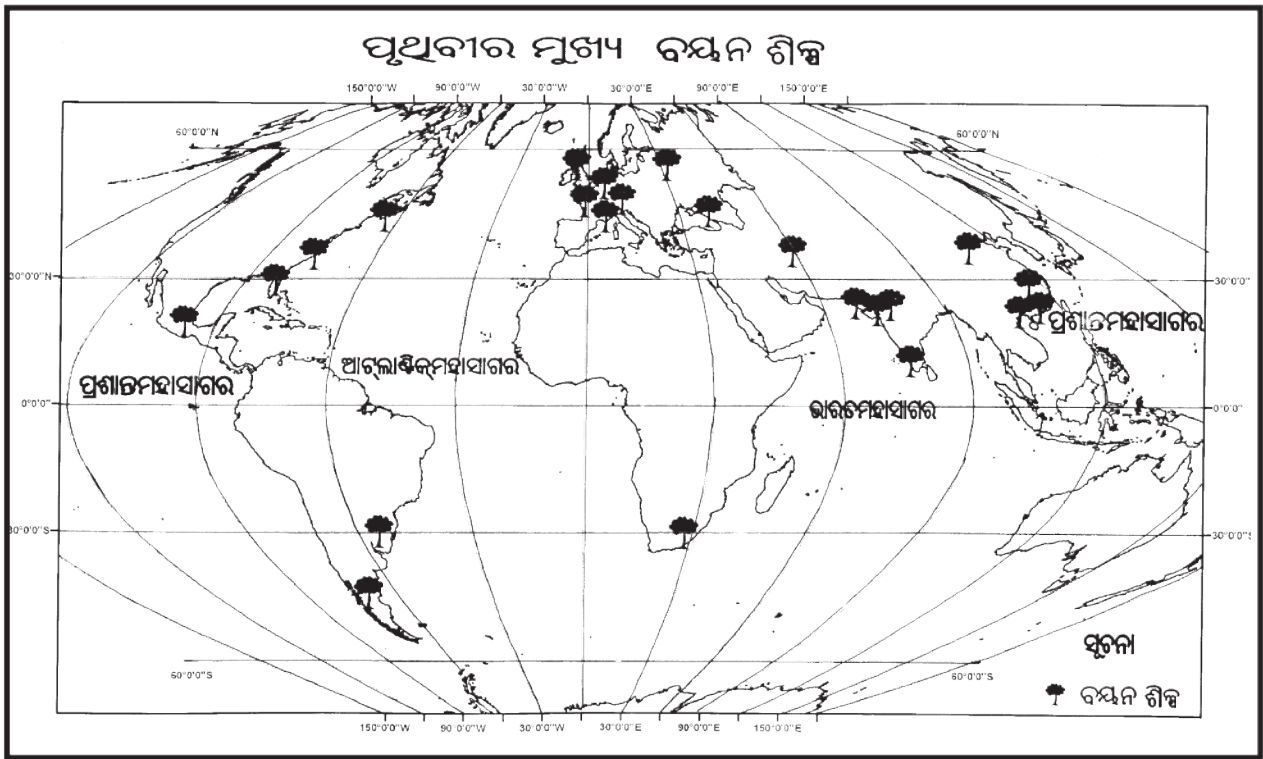 ପୃଥିବୀର ମୁଖ୍ୟ ବୟନ ଶିଳ୍ପ
150°0'0"W 90°0'0"W 30°0'0"W 30°0'0"E 90°0'0"E 150°0'0"E
60°0'0"N 60°0'0"N
30°0'0"N 30°0'0"
ପ୍ରଶାନ୍ତମହାସାଗର
ଆଟ୍‌ଲାଣ୍ଟିକ୍‌ମହାସାଗର
ପ୍ରଶାନ୍ତମହାସାଗର
0°0'0" 0°0'0"
ଭାରତମହାସାଗର
30°0'0"S 30°0'0"S
ସୂଚନା
60°0'0"S 60°0'0"S
ବୟନ ଶିଳ୍ପ
150°0'0"W 90°0'0"W 30°0'0"W 30°0'0"E 90°0'0"E 150°0'0"E